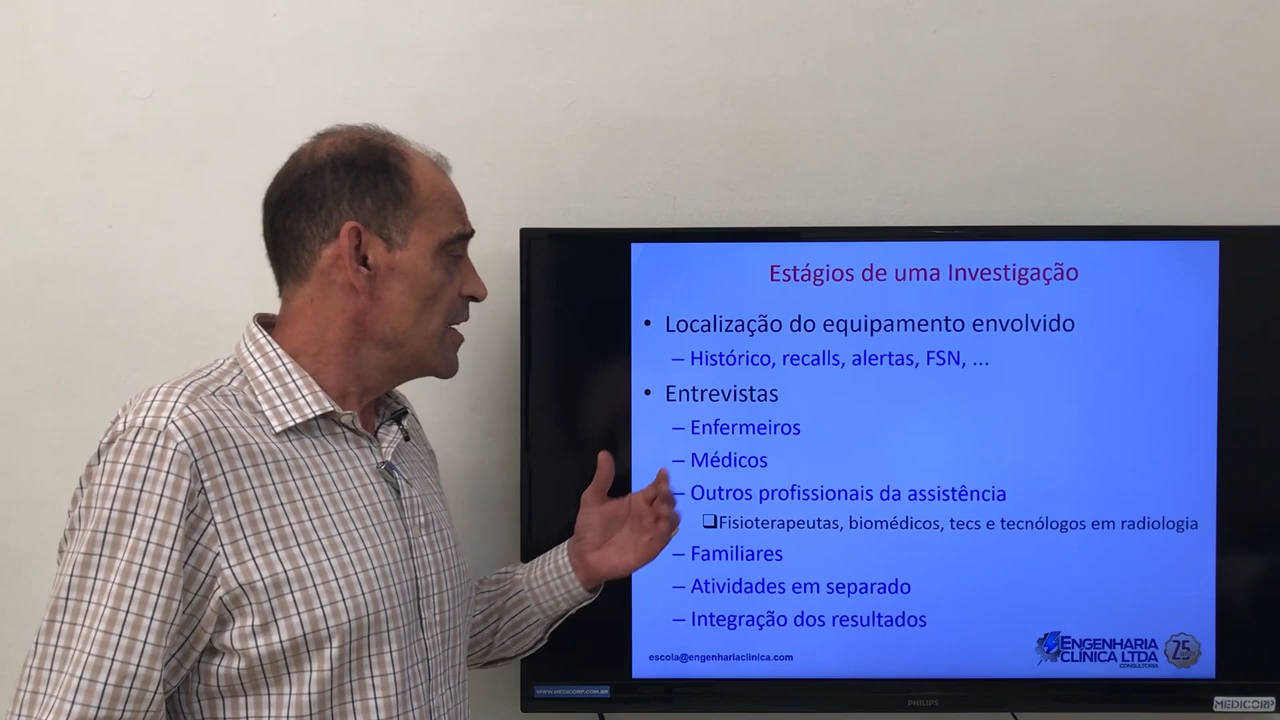 Estágios de uma Investigação
• Localização do equipamento envolvido
– Histórico, recalls, alertas, FSN, ...
• Entrevistas
– Enfermeiros
– Médicos
– Outros profissionais da assistência
❑Fisioterapeutas, biomédicos, tecs e tecnólogos em radiologia
– Familiares
– Atividades em separado
– Integração dos resultados
escola@engenhariaclinica.com
ENGENHARIA
CLÍNICA LTDA
CONSULTORIA
25
WWW.MEDICORP.COM.BR
PHILIPS
MEDICORP